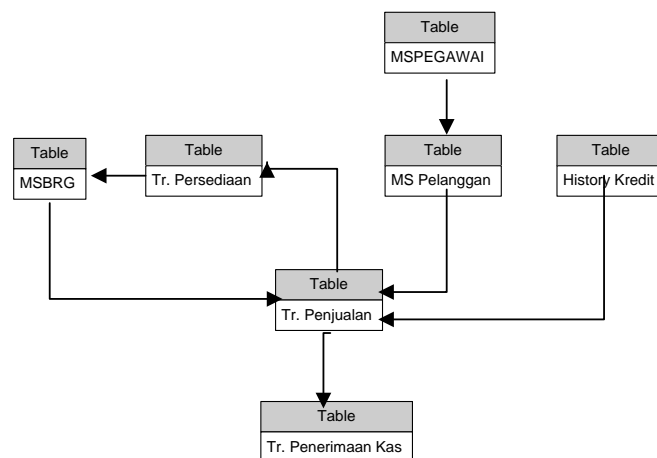 Table
MSPEGAWAI
Table
MSBRG
Table
Tr. Persediaan
Table
MS Pelanggan
Table
History Kredit
Table
Tr. Penjualan
Table
Tr. Penerimaan Kas